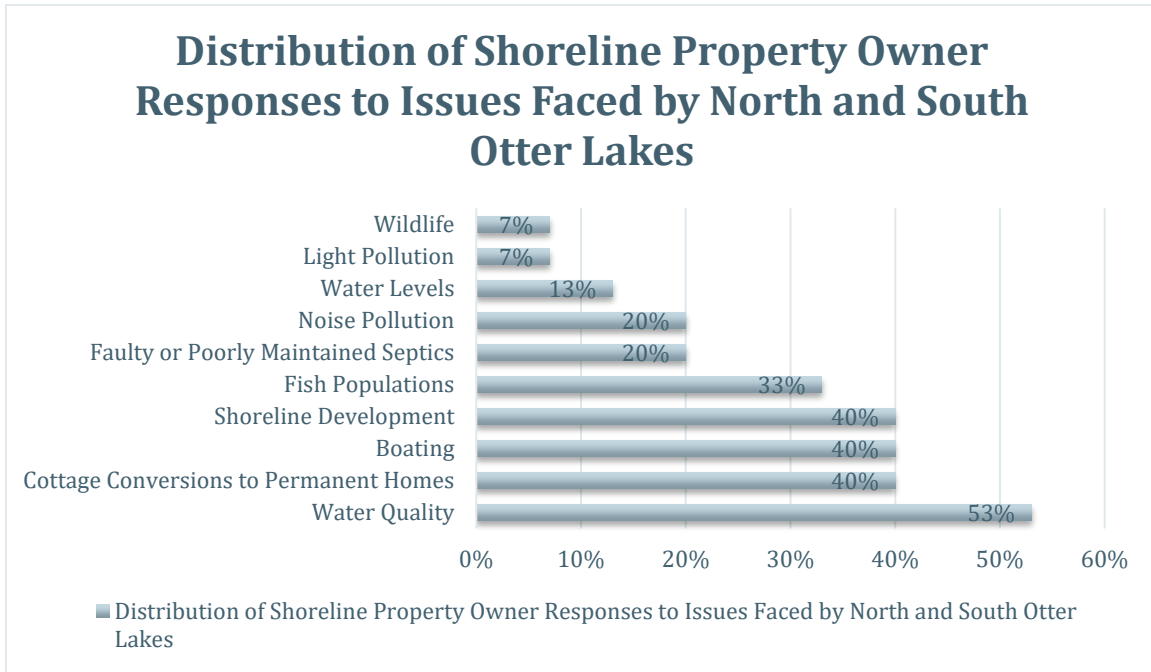 Distribution of Shoreline Property Owner
Responses to Issues Faced by North and South
Otter Lakes
Wildlife 7%
Light Pollution 7%
Water Levels 13%
Noise Pollution 20%
Faulty or Poorly Maintained Septics 20%
Fish Populations 33%
Shoreline Development 40%
Boating 40%
Cottage Conversions to Permanent Homes 40%
Water Quality 53%
0% 10% 20% 30% 40% 50% 60%
Distribution of Shoreline Property Owner Responses to Issues Faced by North and South Otter
Lakes